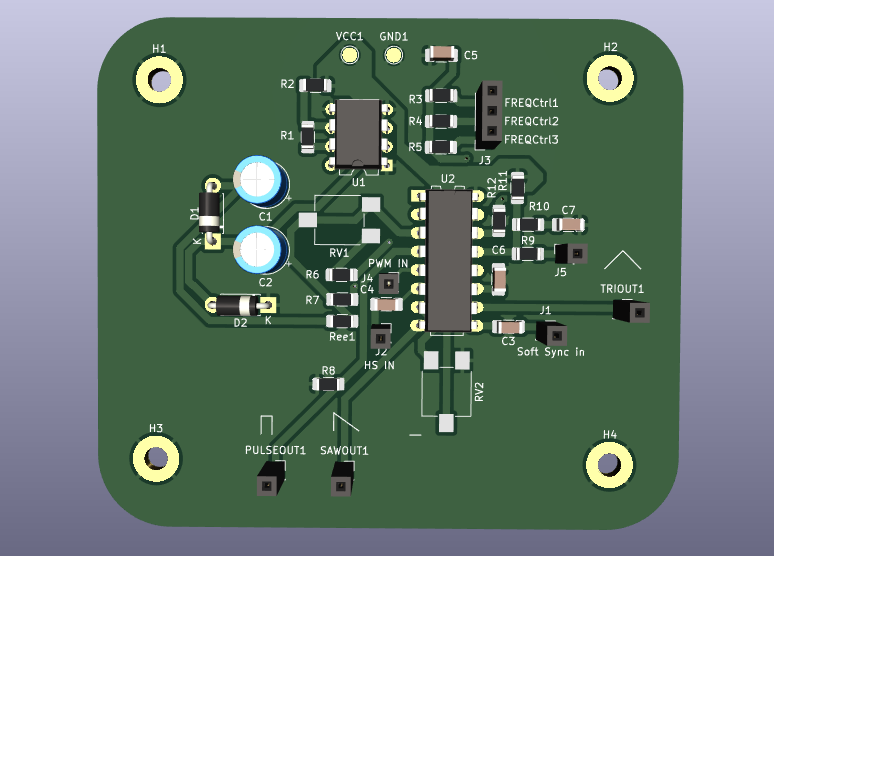 H1
VCC1
GND1
H2
C5
R2
R3
FREQCtrl1
R4
FREQCtrl2
R1
FREQCtrl3
R5
J3
U1
U2
R12
R11
D1
C1
R10
C7
K
RV1
R9
C6
PWM IN
J5
R6
J4
C2
C4
TRIOUT1
R7
J1
D2
K
Ree1
C3
J2
Soft Sync in
HS IN
R8
RV2
H3
H4
PULSEOUT1
SAWOUT1